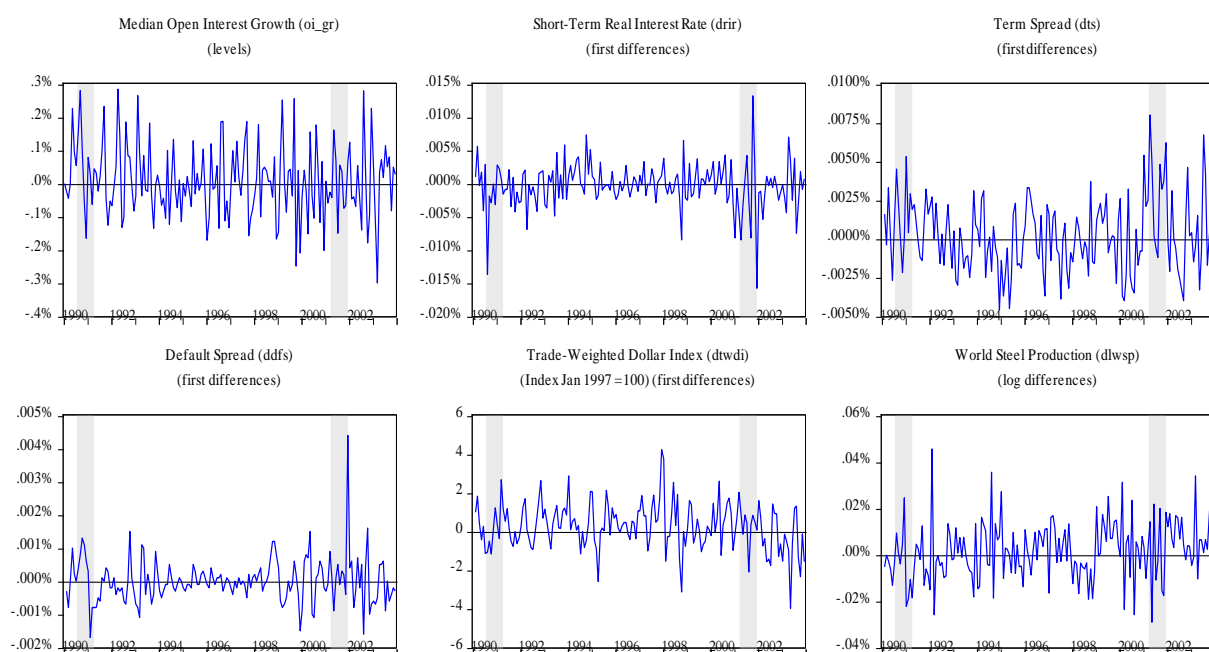 Median Open Interest Growth (oi_gr)
(levels)
.3%
.2%
.1%
.0%
-.1%
-.2%
-.3%
-.4%
1990 1992 1994 1996 1998 2000 2002
Short-Term Real Interest Rate (drir)
(first differences)
.015%
.010%
.005%
.000%
-.005%
-.010%
-.015%
-.020%
1990 1992 1994 1996 1998 2000 2002
Term Spread (dts)
(first differences)
.0100%
.0075%
.0050%
.0025%
.0000%
-.0025%
-.0050%
1990 1992 1994 1996 1998 2000 2002
Default Spread (ddfs)
(first differences)
.005%
.004%
.003%
.002%
.001%
.000%
-.001%
-.002%
1990 1992 1994 1996 1998 2000 2002
Trade-Weighted Dollar Index (dtwdi)
(Index Jan 1997 =100) (first differences)
6
4
2
0
-2
-4
-6
1990 1992 1994 1996 1998 2000 2002
World Steel Production (dlwsp)
(log differences)
.06%
.04%
.02%
.00%
-.02%
-.04%
1990 1992 1994 1996 1998 2000 2002